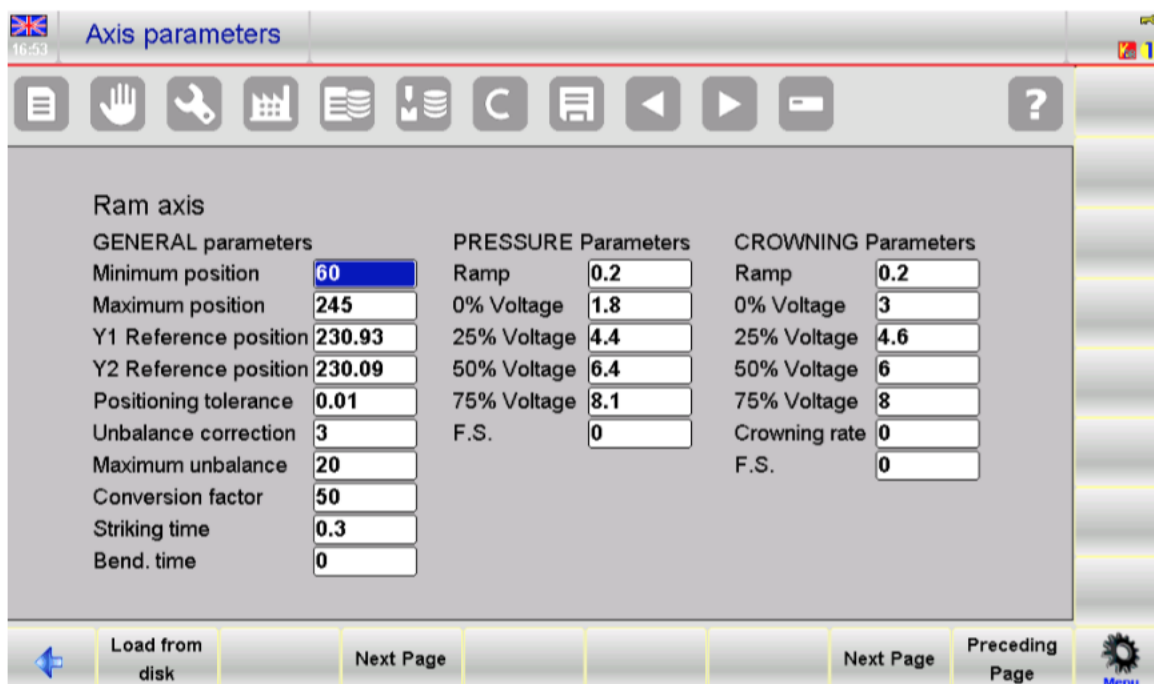 16:53
Axis parameters
1
C
?
Ram axis
GENERAL parameters
Minimum position 60
Maximum position 245
Y1 Reference position 230.93
Y2 Reference position 230.09
Positioning tolerance 0.01
Unbalance correction 3
Maximum unbalance 20
Conversion factor 50
Striking time 0.3
Bend. time 0
PRESSURE Parameters
Ramp 0.2
0% Voltage 1.8
25% Voltage 4.4
50% Voltage 6.4
75% Voltage 8.1
F.S. 0
CROWNING Parameters
Ramp 0.2
0% Voltage 3
25% Voltage 4.6
50% Voltage 6
75% Voltage 8
Crowning rate 0
F.S. 0
Load from
disk
Next Page
Next Page
Preceding
Page
Menu